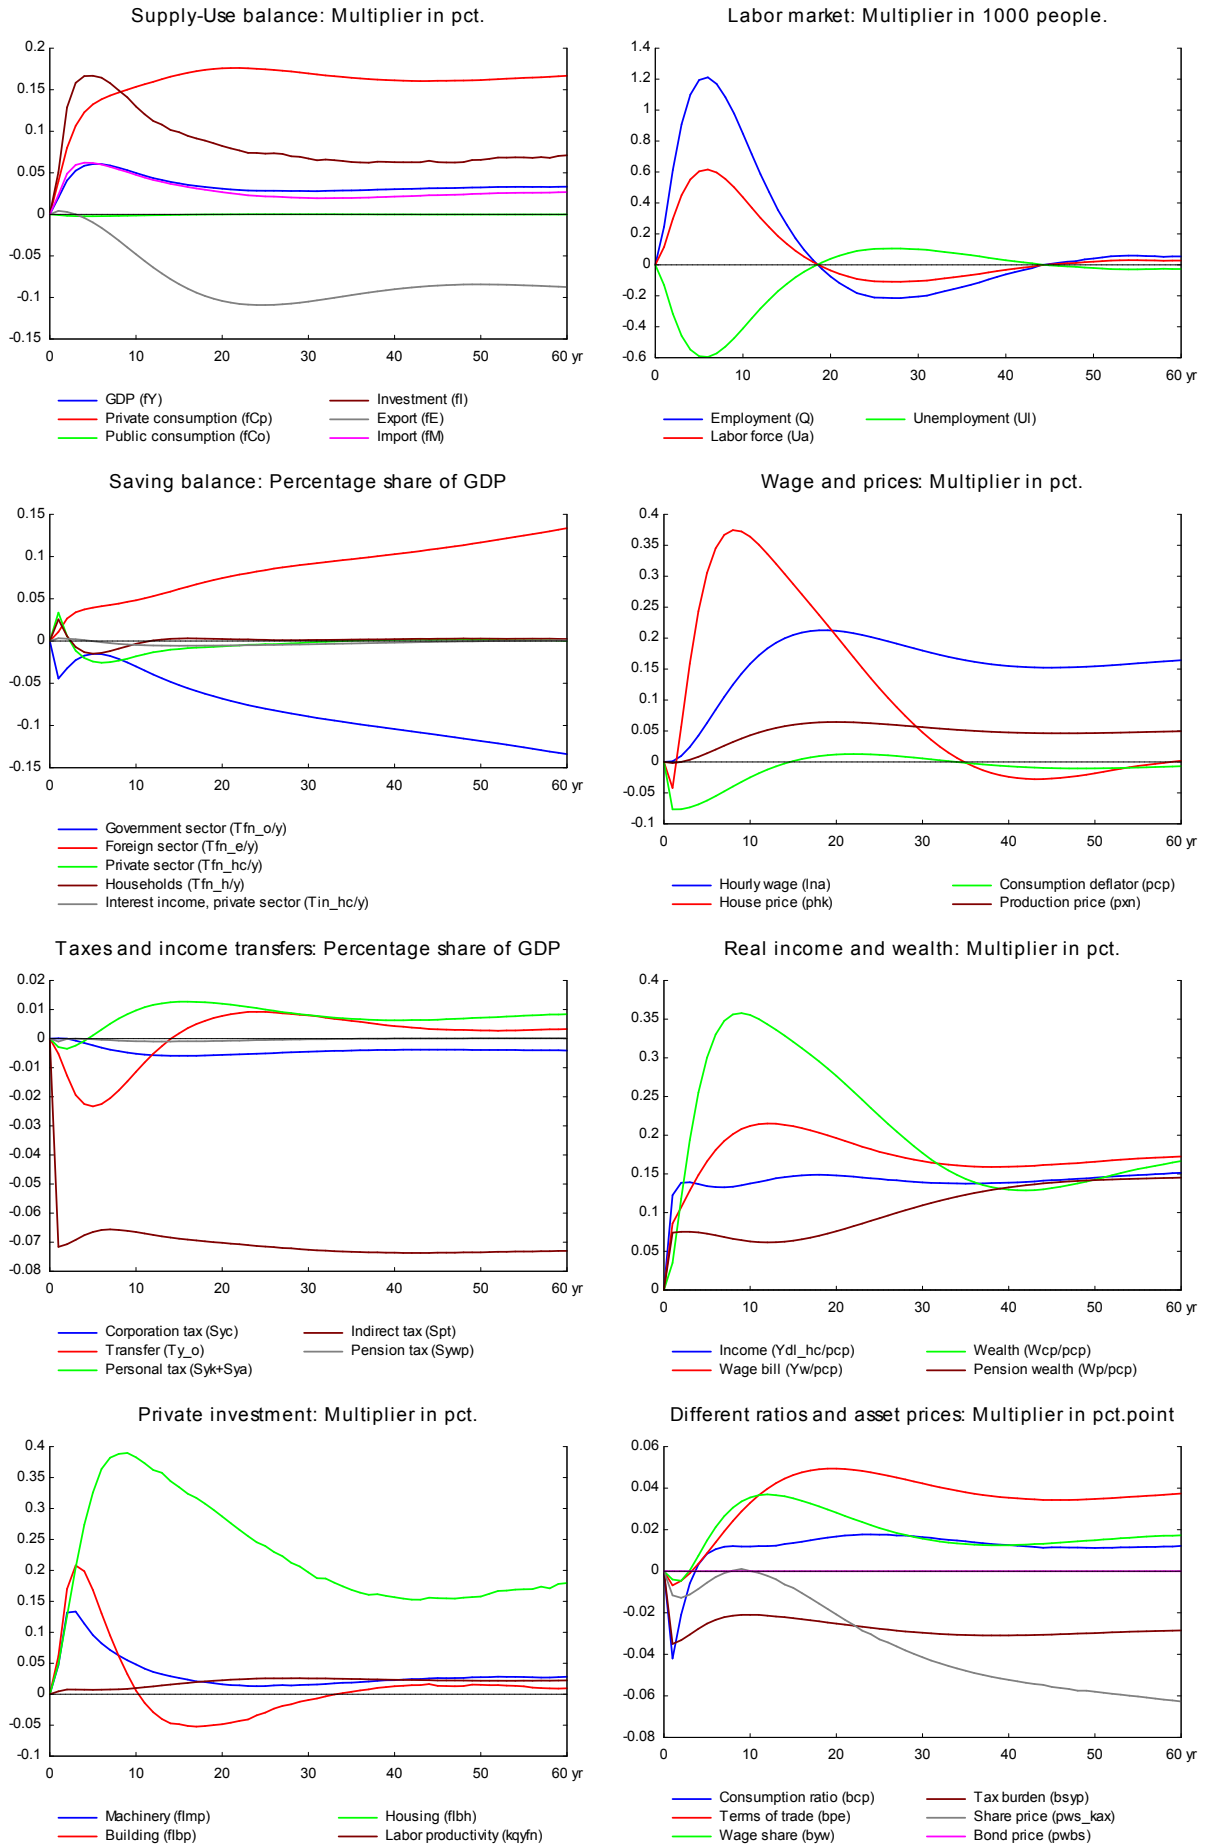 Supply-Use balance: Multiplier in pct.
0.2
0.15
0.1
0.05
0
-0.05
-0.1
-0.15
0 10 20 30 40 50 60 yr
GDP (fY)
Private consumption (fCp)
Public consumption (fCo)
Investment (fI)
Export (fE)
Import (fM)
Labor market: Multiplier in 1000 people.
1.4
1.2
1
0.8
0.6
0.4
0.2
0
-0.2
-0.4
-0.6
0 10 20 30 40 50 60 yr
Employment (Q)
Labor force (Ua)
Unemployment (Ul)
Saving balance: Percentage share of GDP
0.15
0.1
0.05
0
-0.05
-0.1
-0.15
0 10 20 30 40 50 60 yr
Government sector (Tfn_o/y)
Foreign sector (Tfn_e/y)
Private sector (Tfn_hc/y)
Households (Tfn_h/y)
Interest income, private sector (Tin_hc/y)
Wage and prices: Multiplier in pct.
0.4
0.35
0.3
0.25
0.2
0.15
0.1
0.05
0
-0.05
-0.1
0 10 20 30 40 50 60 yr
Hourly wage (lna)
House price (phk)
Consumption deflator (pcp)
Production price (pxn)
Taxes and income transfers: Percentage share of GDP
0.02
0.01
0
-0.01
-0.02
-0.03
-0.04
-0.05
-0.06
-0.07
-0.08
0 10 20 30 40 50 60 yr
Corporation tax (Syc)
Transfer (Ty_o)
Personal tax (Syk+Sya)
Indirect tax (Spt)
Pension tax (Sywp)
Real income and wealth: Multiplier in pct.
0.4
0.35
0.3
0.25
0.2
0.15
0.1
0.05
0
0 10 20 30 40 50 60 yr
Income (Ydl_hc/pcp)
Wage bill (Yw/pcp)
Wealth (Wcp/pcp)
Pension wealth (Wp/pcp)
Private investment: Multiplier in pct.
0.4
0.3
0.2
0.1
0
-0.05
-0.1
0 10 20 30 40 50 60 yr
Machinery (fImp)
Building (fIbp)
Housing (fIbh)
Labor productivity (kqyfn)
Different ratios and asset prices: Multiplier in pct.point
0.06
0.04
0.02
0
-0.02
-0.04
-0.06
-0.08
0 10 20 30 40 50 60 yr
Consumption ratio (bcp)
Terms of trade (bpe)
Wage share (byw)
Tax burden (bsyp)
Share price (pws_kax)
Bond price (pwbs)